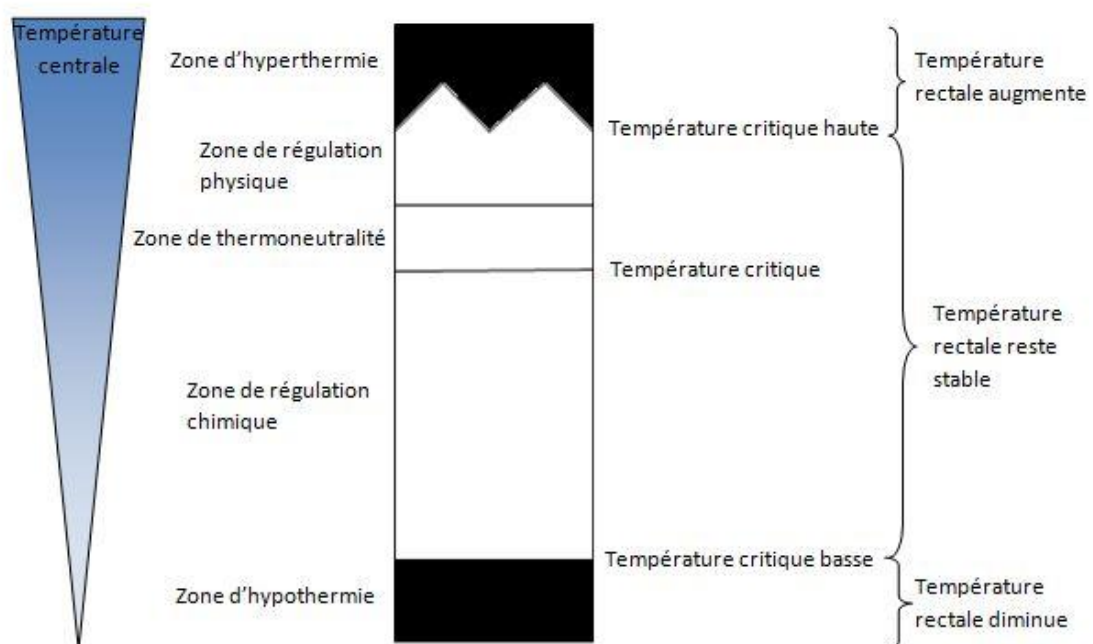 Température
centrale
Zone d'hyperthermie
Zone de régulation
physique
Zone de thermoneutralité
Zone de régulation
chimique
Zone d'hypothermie
Température critique haute
Température critique
Température critique basse
Température
rectale augmente
Température
rectale reste
stable
Température
rectale diminue